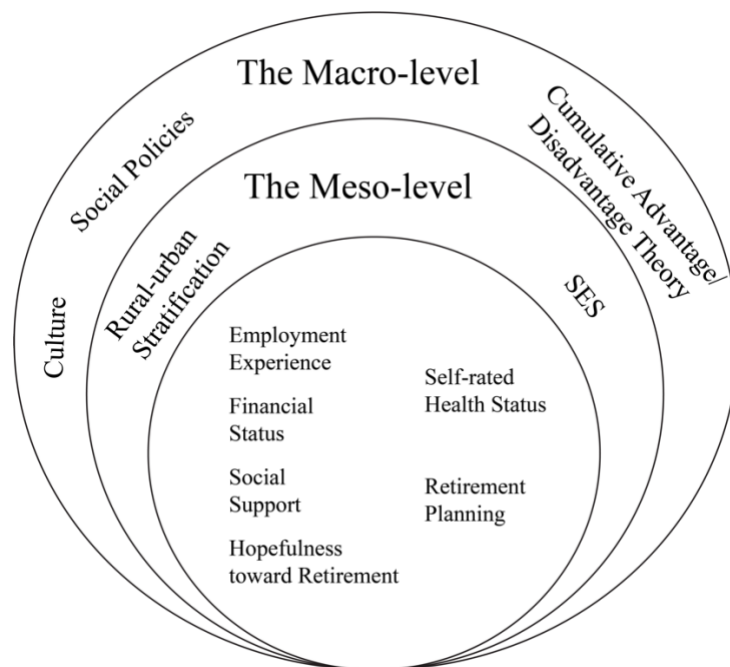 The Macro-level
Social Policies
Culture
Cumulative Advantage/
Disadvantage Theory
The Meso-level
Rural-urban
Stratification
SES
Employment
Experience
Financial
Status
Social
Support
Hopefulness
toward Retirement
Self-rated
Health Status
Retirement
Planning